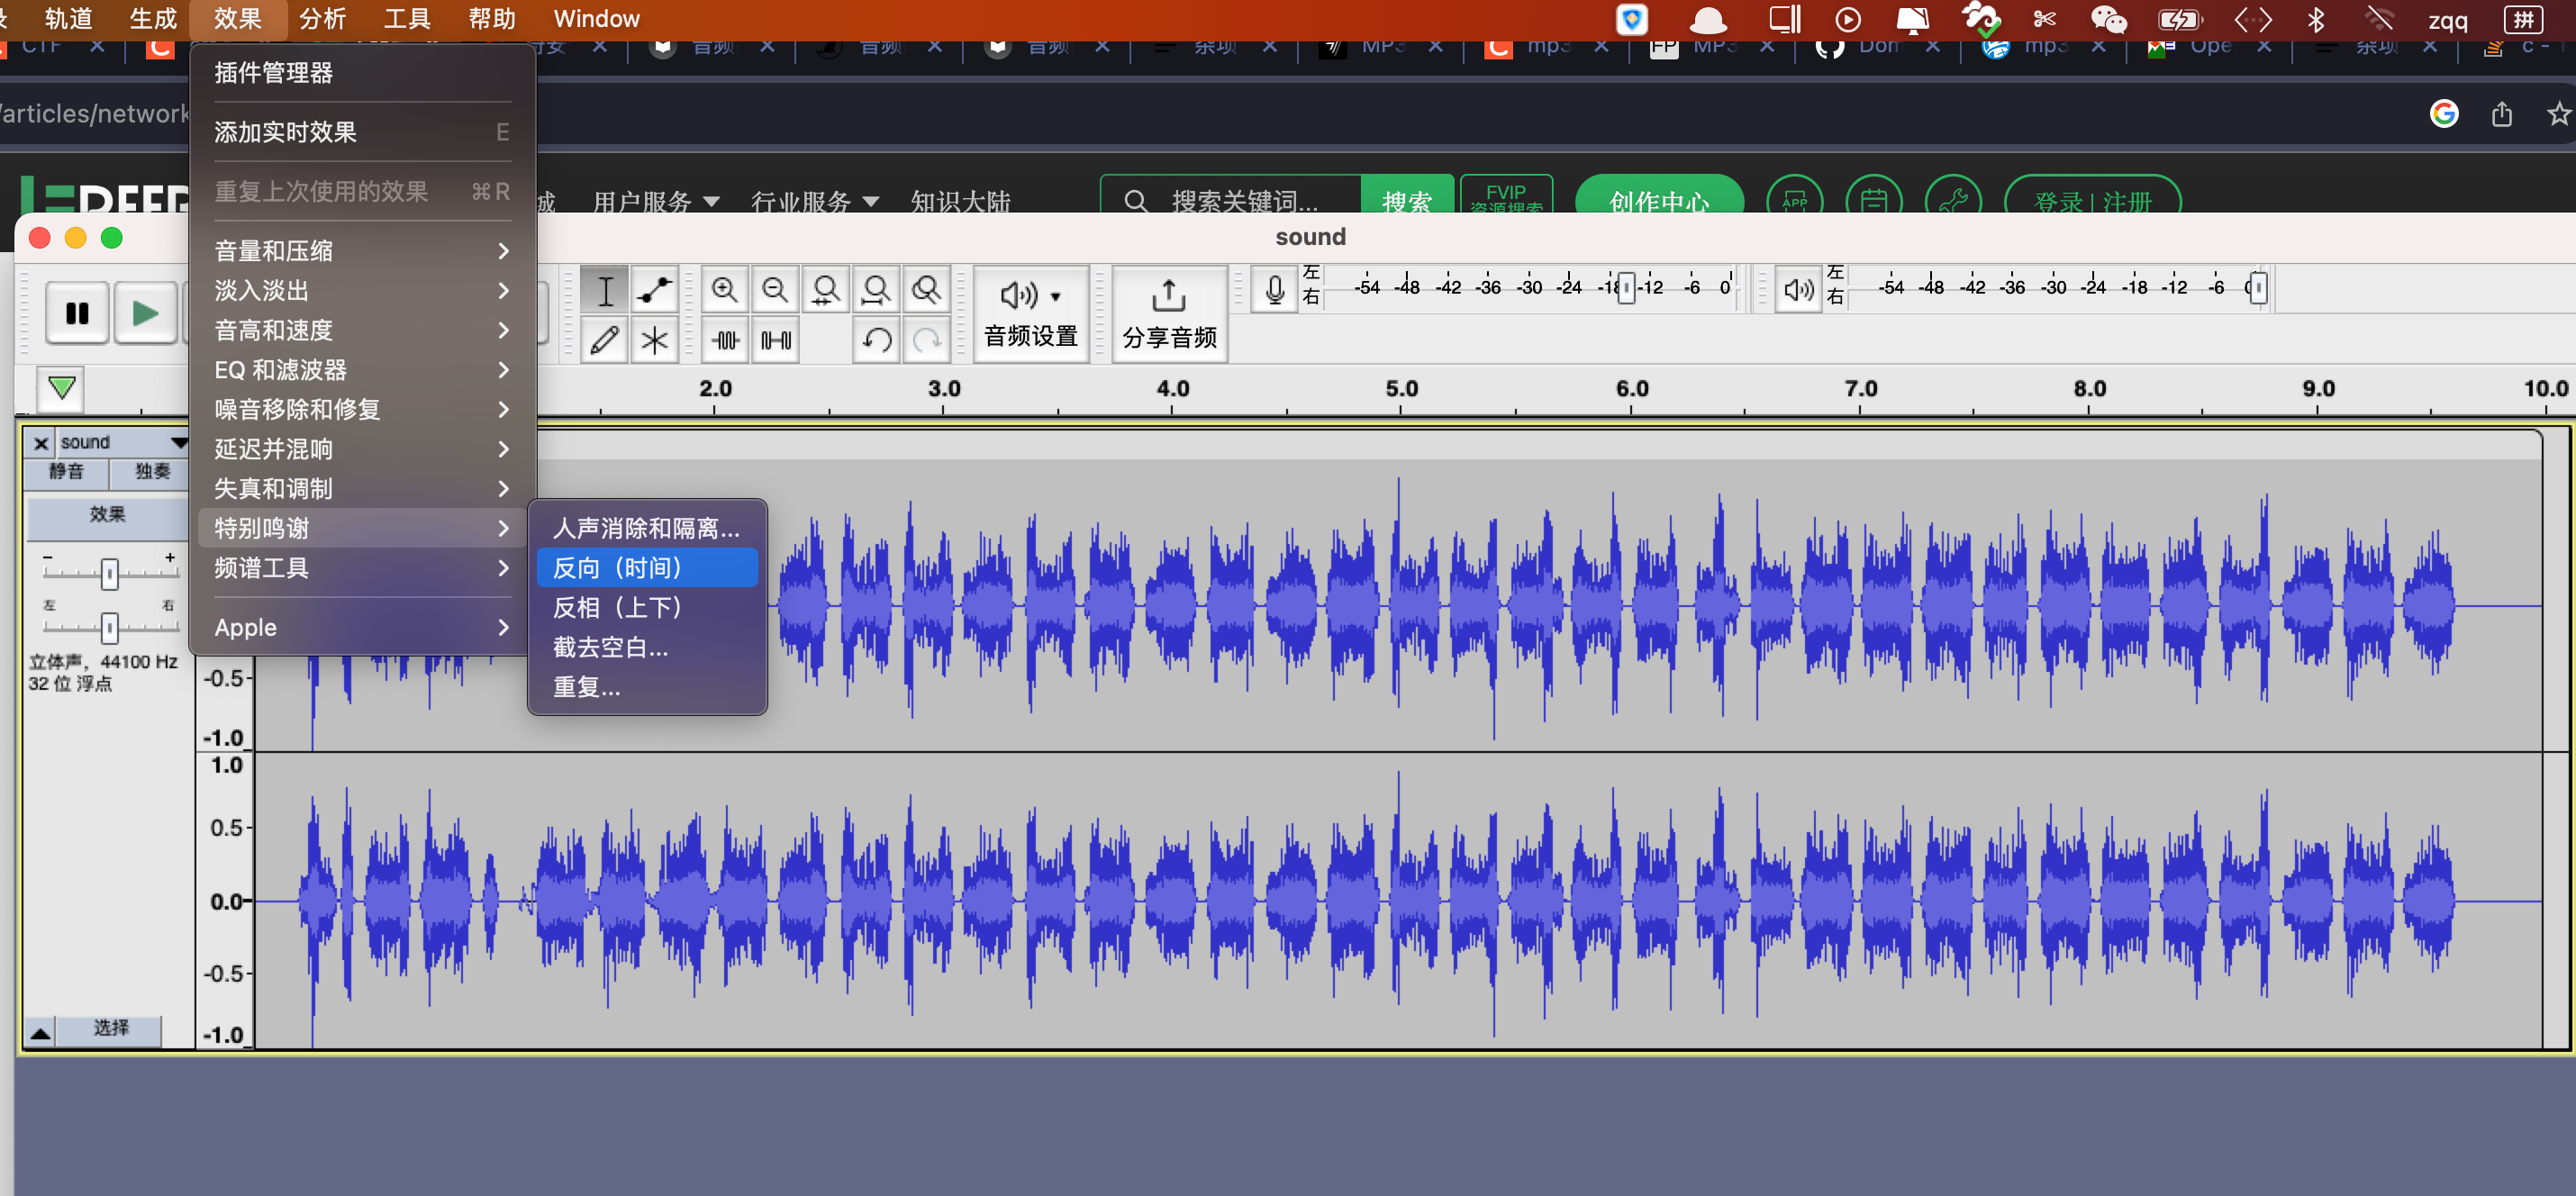 轨道 生成 效果 分析 工具 帮助 Window zqq 拼
CTF 音频 音频 音频 杂项 MP3 mp3 MP3 Dom mp3 Ope 杂项 c -
/articles/network
用户服务 行业服务 知识大陆 搜索关键词... 搜索 FVIP 资源搜索 创作中心 APP 登录 | 注册
插件管理器
添加实时效果 E
重复上次使用的效果 ⌘R
音量和压缩
淡入淡出
音高和速度
EQ 和滤波器
噪音移除和修复
延迟并混响
失真和调制
特别鸣谢
频谱工具
Apple
人声消除和隔离...
反向（时间）
反相（上下）
截去空白...
重复...
sound
音频设置
分享音频
左
右
-54 -48 -42 -36 -30 -24 -18 -12 -6 0
左
右
-54 -48 -42 -36 -30 -24 -18 -12 -6 0
2.0 3.0 4.0 5.0 6.0 7.0 8.0 9.0 10.0
sound
静音 独奏
效果
- +
左 右
立体声，44100 Hz
32 位 浮点
-0.5
-1.0
1.0
0.5
0.0
-0.5
-1.0
选择